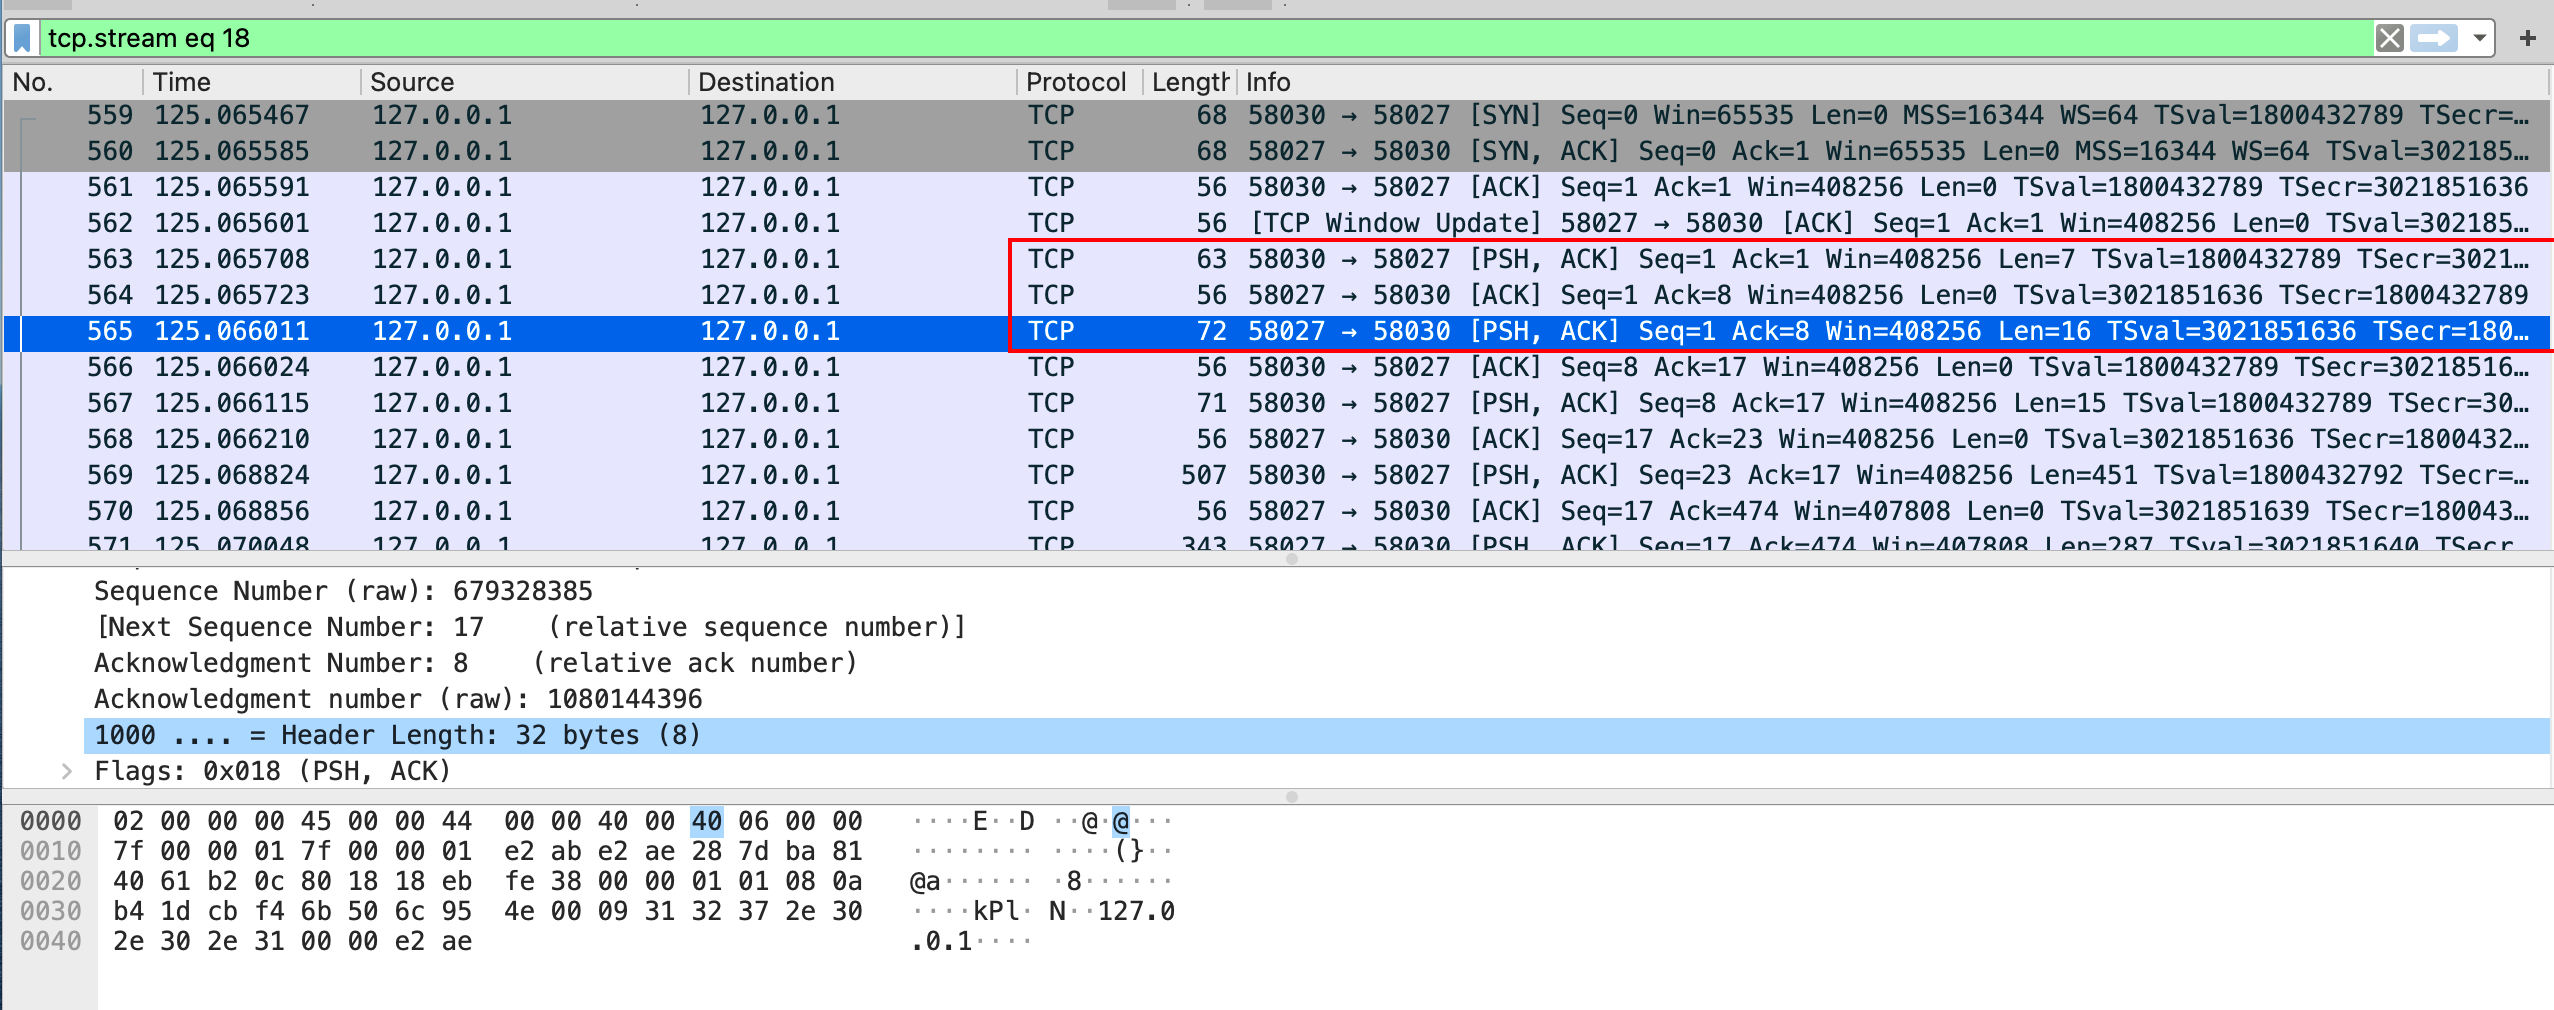 tcp.stream eq 18
No. Time Source Destination Protocol Length Info
559 125.065467 127.0.0.1 127.0.0.1 TCP 68 58030 → 58027 [SYN] Seq=0 Win=65535 Len=0 MSS=16344 WS=64 TSval=1800432789 TSecr=…
560 125.065585 127.0.0.1 127.0.0.1 TCP 68 58027 → 58030 [SYN, ACK] Seq=0 Ack=1 Win=65535 Len=0 MSS=16344 WS=64 TSval=302185…
561 125.065591 127.0.0.1 127.0.0.1 TCP 56 58030 → 58027 [ACK] Seq=1 Ack=1 Win=408256 Len=0 TSval=1800432789 TSecr=3021851636
562 125.065601 127.0.0.1 127.0.0.1 TCP 56 [TCP Window Update] 58027 → 58030 [ACK] Seq=1 Ack=1 Win=408256 Len=0 TSval=302185…
563 125.065708 127.0.0.1 127.0.0.1 TCP 63 58030 → 58027 [PSH, ACK] Seq=1 Ack=1 Win=408256 Len=7 TSval=1800432789 TSecr=3021…
564 125.065723 127.0.0.1 127.0.0.1 TCP 56 58027 → 58030 [ACK] Seq=1 Ack=8 Win=408256 Len=0 TSval=3021851636 TSecr=1800432789
565 125.066011 127.0.0.1 127.0.0.1 TCP 72 58027 → 58030 [PSH, ACK] Seq=1 Ack=8 Win=408256 Len=16 TSval=3021851636 TSecr=180…
566 125.066024 127.0.0.1 127.0.0.1 TCP 56 58030 → 58027 [ACK] Seq=8 Ack=17 Win=408256 Len=0 TSval=1800432789 TSecr=30218516…
567 125.066115 127.0.0.1 127.0.0.1 TCP 71 58030 → 58027 [PSH, ACK] Seq=8 Ack=17 Win=408256 Len=15 TSval=1800432789 TSecr=30…
568 125.066210 127.0.0.1 127.0.0.1 TCP 56 58027 → 58030 [ACK] Seq=17 Ack=23 Win=408256 Len=0 TSval=3021851636 TSecr=1800432…
569 125.068824 127.0.0.1 127.0.0.1 TCP 507 58030 → 58027 [PSH, ACK] Seq=23 Ack=17 Win=408256 Len=451 TSval=1800432792 TSecr=…
570 125.068856 127.0.0.1 127.0.0.1 TCP 56 58027 → 58030 [ACK] Seq=17 Ack=474 Win=407808 Len=0 TSval=3021851639 TSecr=180043…
571 125.070048 127.0.0.1 127.0.0.1 TCP 343 58027 → 58030 [PSH, ACK] Seq=17 Ack=474 Win=407808 Len=287 TSval=3021851640 TSecr
Sequence Number (raw): 679328385
[Next Sequence Number: 17 (relative sequence number)]
Acknowledgment Number: 8 (relative ack number)
Acknowledgment number (raw): 1080144396
1000 .... = Header Length: 32 bytes (8)
Flags: 0x018 (PSH, ACK)
0000 02 00 00 00 45 00 00 44 00 00 40 00 40 06 00 00 ····E··D ··@·@···
0010 7f 00 00 01 7f 00 00 01 e2 ab e2 ae 28 7d ba 81 ········ ····(}··
0020 40 61 b2 0c 80 18 18 eb fe 38 00 00 01 01 08 0a @a······ ·8······
0030 b4 1d cb f4 6b 50 6c 95 4e 00 09 31 32 37 2e 30 ····kPl· N··127.0
0040 2e 30 2e 31 00 00 e2 ae .0.1····